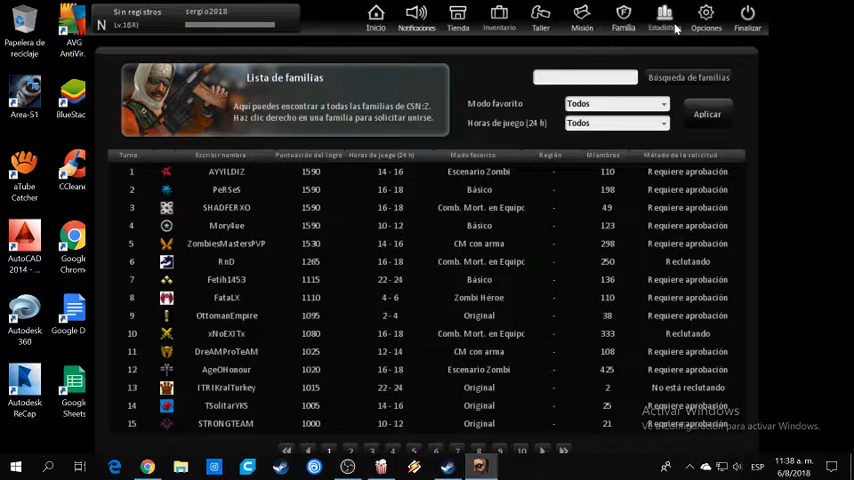 Papelera de reciclaje
AVG AntiVir...
Area-51
BlueStac
aTube Catcher
CCleane
AutoCAD 2014 - ...
Google Chrome
Autodesk 360
Google D
Autodesk ReCap
Google Sheets
Sin registros sergio2018
N Lv.16(R)
Inicio Notificaciones Tienda Inventario Taller Misión Familia Estadísti Opciones Finalizar
Lista de familias
Aquí puedes encontrar a todas las familias de CSN:Z.
Haz clic derecho en una familia para solicitar unirse.
Búsqueda de familias
Modo favorito Todos
Horas de juego (24 h) Todos
Aplicar
Turno. Escribir nombre Puntuación del logro Horas de juego (24 h) Modo favorito Región Miembros Método de la solicitud
1 AYYILDIZ 1590 14 - 16 Escenario Zombi - 110 Requiere aprobación
2 PeRSeS 1590 16 - 18 Básico - 198 Requiere aprobación
3 SHADFERXO 1590 16 - 18 Comb. Mort. en Equipo - 49 Requiere aprobación
4 Mory4ue 1590 10 - 12 Básico - 123 Requiere aprobación
5 ZombiesMastersPVP 1530 14 - 16 CM con arma - 298 Requiere aprobación
6 RnD 1265 16 - 18 Comb. Mort. en Equipo - 250 Reclutando
7 Fetih1453 1115 22 - 24 Básico - 136 Requiere aprobación
8 FataLX 1110 4 - 6 Zombi Héroe - 110 Requiere aprobación
9 OttomanEmpire 1095 2 - 4 Original - 38 Requiere aprobación
10 xNoEXITx 1080 16 - 18 Comb. Mort. en Equipo - 333 Reclutando
11 DreAMProTeAM 1025 12 - 14 CM con arma - 108 Requiere aprobación
12 AgeOHonour 1020 16 - 18 Escenario Zombi - 425 Requiere aprobación
13 ITRIKralTurkey 1015 22 - 24 Original - 2 No está reclutando
14 TSolitarYKS 1005 14 - 16 Original - 25 Requiere aprobación
15 STRONGTEAM 1000 10 - 12 Original - 21 Requiere aprobación
1 2 3 4 5 6 7 8 9 10
Activar Windows
Ve a Configuración para activar Windows.
ESP
11:38 a. m.
6/8/2018